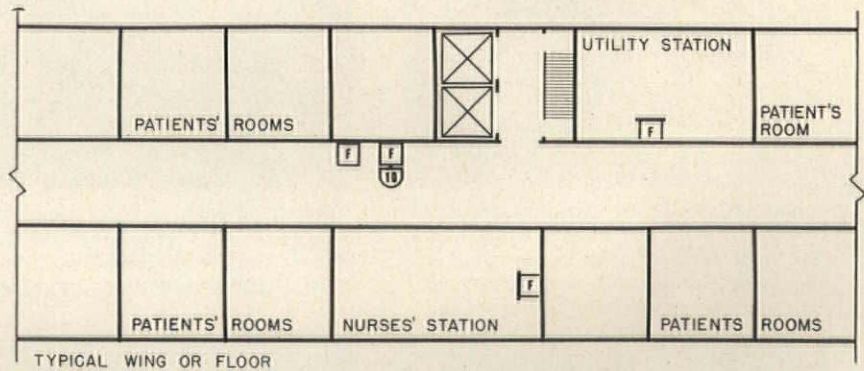 UTILITY STATION
PATIENTS' ROOMS
PATIENT'S
ROOM
F
F
F
10
F
PATIENTS' ROOMS
NURSES' STATION
PATIENTS ROOMS
TYPICAL WING OR FLOOR